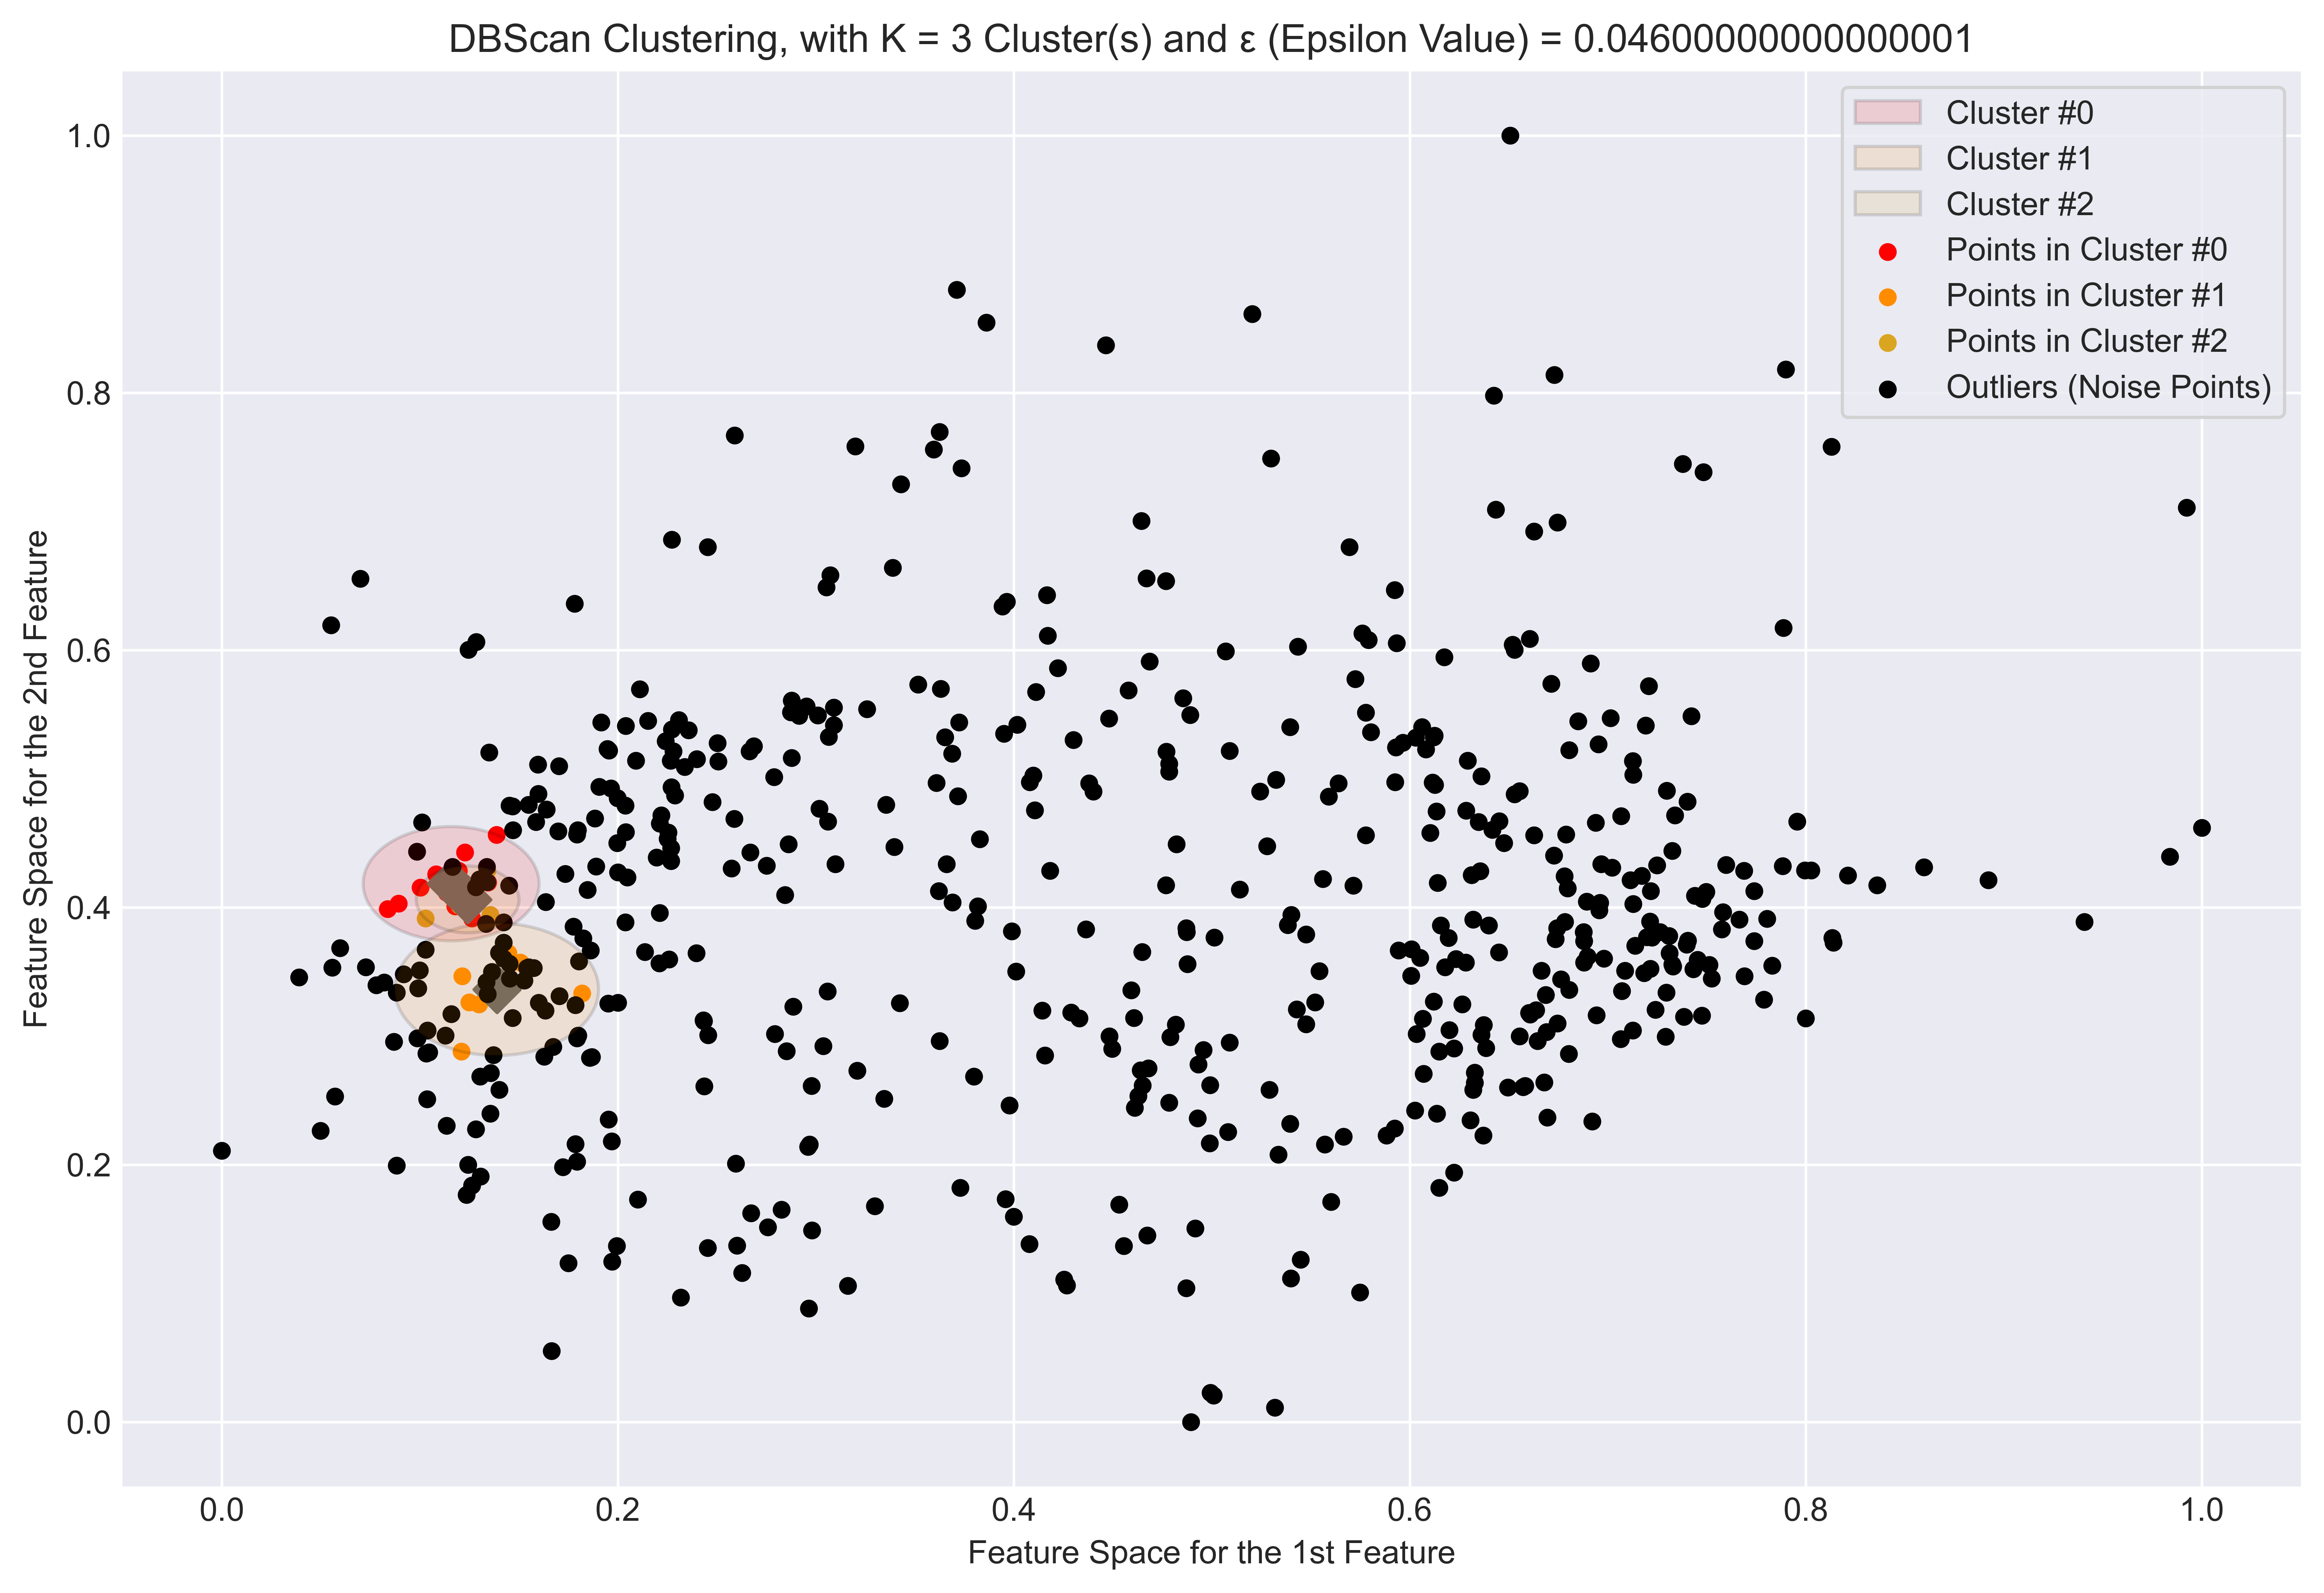 DBScan Clustering, with K = 3 Cluster(s) and ε (Epsilon Value) = 0.04600000000000001
Cluster #0
Cluster #1
Cluster #2
Points in Cluster #0
Points in Cluster #1
Points in Cluster #2
Outliers (Noise Points)
1.0
0.8
0.6
0.4
0.2
0.0
Feature Space for the 2nd Feature
0.0 0.2 0.4 0.6 0.8 1.0
Feature Space for the 1st Feature